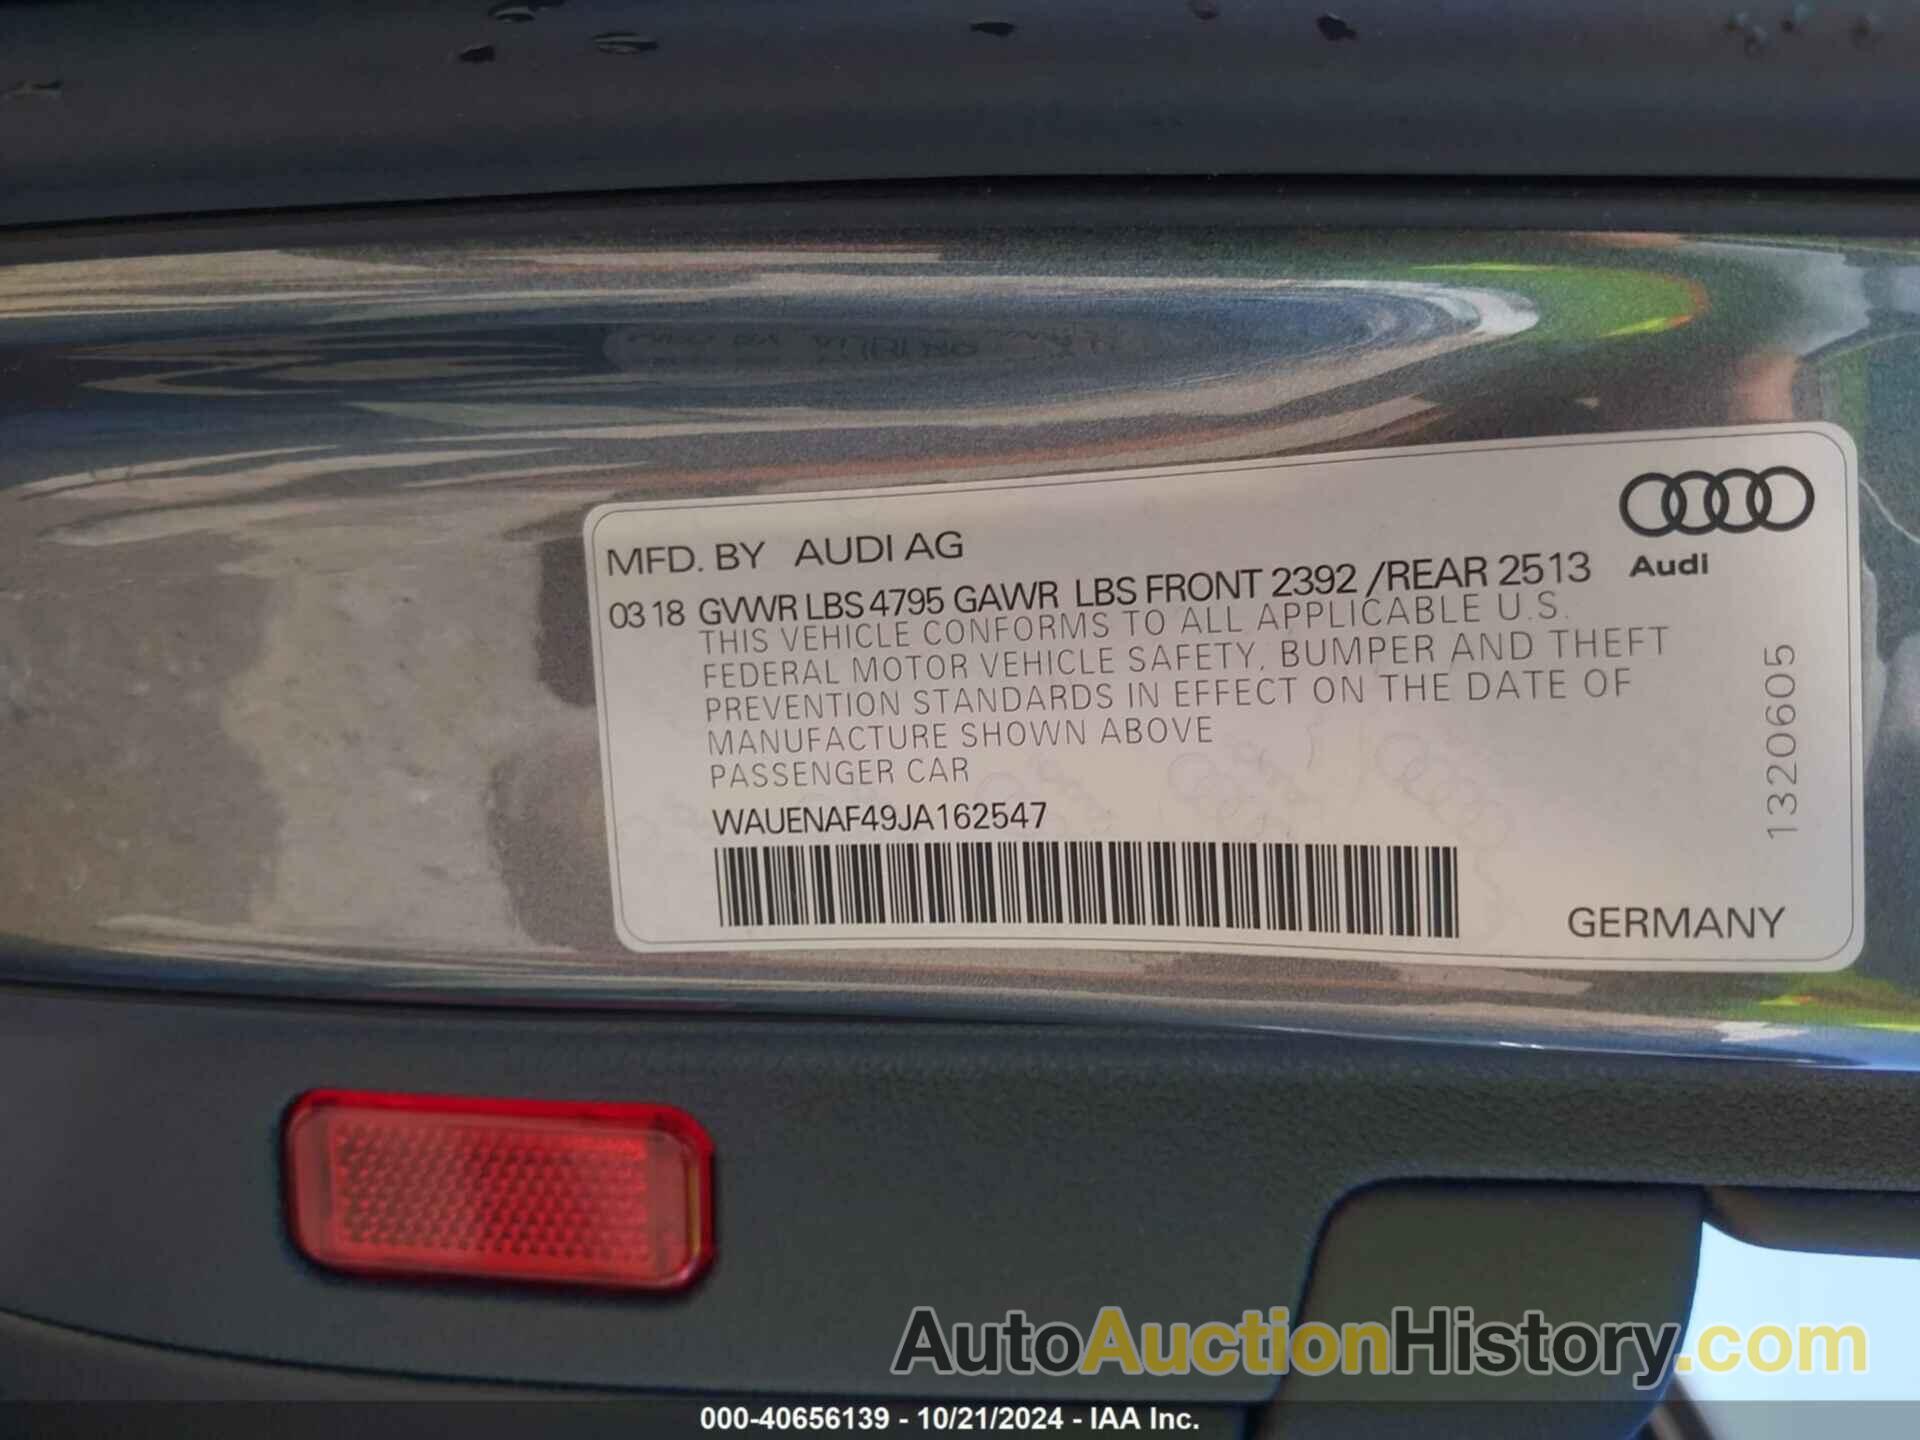 MFD. BY AUDI AG
Audi
03 18 GVWR LBS 4795 GAWR LBS FRONT 2392 /REAR 2513
THIS VEHICLE CONFORMS TO ALL APPLICABLE U.S.
FEDERAL MOTOR VEHICLE SAFETY, BUMPER AND THEFT
PREVENTION STANDARDS IN EFFECT ON THE DATE OF
MANUFACTURE SHOWN ABOVE
PASSENGER CAR
WAUENAF49JA162547
1320605
GERMANY
AutoAuctionHistory.com
000-40656139 - 10/21/2024 - IAA Inc.